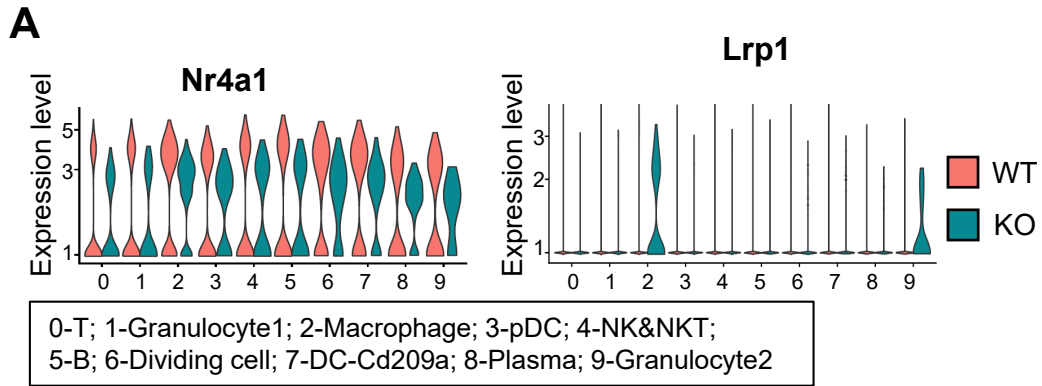 A
Nr4a1
Lrp1
Expression level
5
3
1
0 1 2 3 4 5 6 7 8 9
Expression level
3
2
1
0 1 2 3 4 5 6 7 8 9
WT
KO
0-T; 1-Granulocyte1; 2-Macrophage; 3-pDC; 4-NK&NKT;
5-B; 6-Dividing cell; 7-DC-Cd209a; 8-Plasma; 9-Granulocyte2